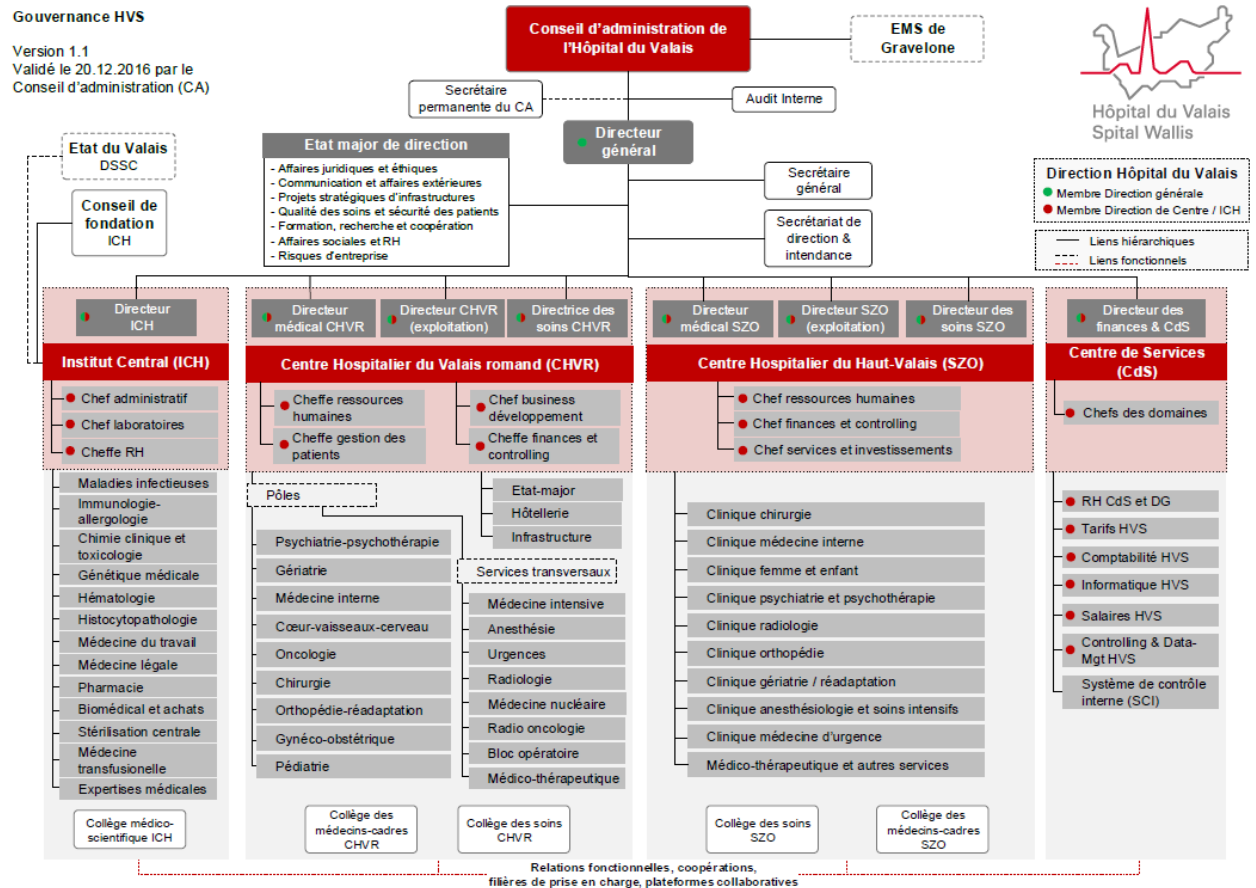 Gouvernance HVS
Version 1.1
Validé le 20.12.2016 par le
Conseil d'administration (CA)
Conseil d'administration de
l'Hôpital du Valais
EMS de
Gravelone
Hôpital du Valais
Spital Wallis
Secrétaire
permanente du CA
Audit Interne
Directeur
général
Etat du Valais
DSSC
Conseil de
fondation
ICH
Etat major de direction
- Affaires juridiques et éthiques
- Communication et affaires extérieures
- Projets stratégiques d'infrastructures
- Qualité des soins et sécurité des patients
- Formation, recherche et coopération
- Affaires sociales et RH
- Risques d'entreprise
Secrétaire
général
Secrétariat de
direction &
intendance
Direction Hôpital du Valais
Membre Direction générale
Membre Direction de Centre / ICH
Liens hiérarchiques
Liens fonctionnels
Directeur
ICH
Institut Central (ICH)
Chef administratif
Chef laboratoires
Cheffe RH
Maladies infectieuses
Immunologie-
allergologie
Chimie clinique et
toxicologie
Génétique médicale
Hématologie
Histocytopathologie
Médecine du travail
Médecine légale
Pharmacie
Biomédical et achats
Stérilisation centrale
Médecine
transfusionelle
Expertises médicales
Collège médico-
scientifique ICH
Directeur
médical CHVR
Directeur CHVR
(exploitation)
Directrice des
soins CHVR
Centre Hospitalier du Valais romand (CHVR)
Cheffe ressources
humaines
Cheffe gestion des
patients
Chef business
développement
Cheffe finances et
controlling
Pôles
Psychiatrie-psychothérapie
Gériatrie
Médecine interne
Cœur-vaisseaux-cerveau
Oncologie
Chirurgie
Orthopédie-réadaptation
Gynéco-obstétrique
Pédiatrie
Etat-major
Hôtellerie
Infrastructure
Services transversaux
Médecine intensive
Anesthésie
Urgences
Radiologie
Médecine nucléaire
Radio oncologie
Bloc opératoire
Médico-thérapeutique
Collège des
médecins-cadres
CHVR
Collège des soins
CHVR
Directeur
médical SZO
Directeur SZO
(exploitation)
Directeur des
soins SZO
Centre Hospitalier du Haut-Valais (SZO)
Chef ressources humaines
Chef finances et controlling
Chef services et investissements
Clinique chirurgie
Clinique médecine interne
Clinique femme et enfant
Clinique psychiatrie et psychothérapie
Clinique radiologie
Clinique orthopédie
Clinique gériatrie / réadaptation
Clinique anesthésiologie et soins intensifs
Clinique médecine d'urgence
Médico-thérapeutique et autres services
Collège des soins
SZO
Collège des
médecins-cadres
SZO
Directeur des
finances & CdS
Centre de Services
(CdS)
Chefs des domaines
RH CdS et DG
Tarifs HVS
Comptabilité HVS
Informatique HVS
Salaires HVS
Controlling & Data-
Mgt HVS
Système de contrôle
interne (SCI)
Relations fonctionnelles, coopérations,
filières de prise en charge, plateformes collaboratives